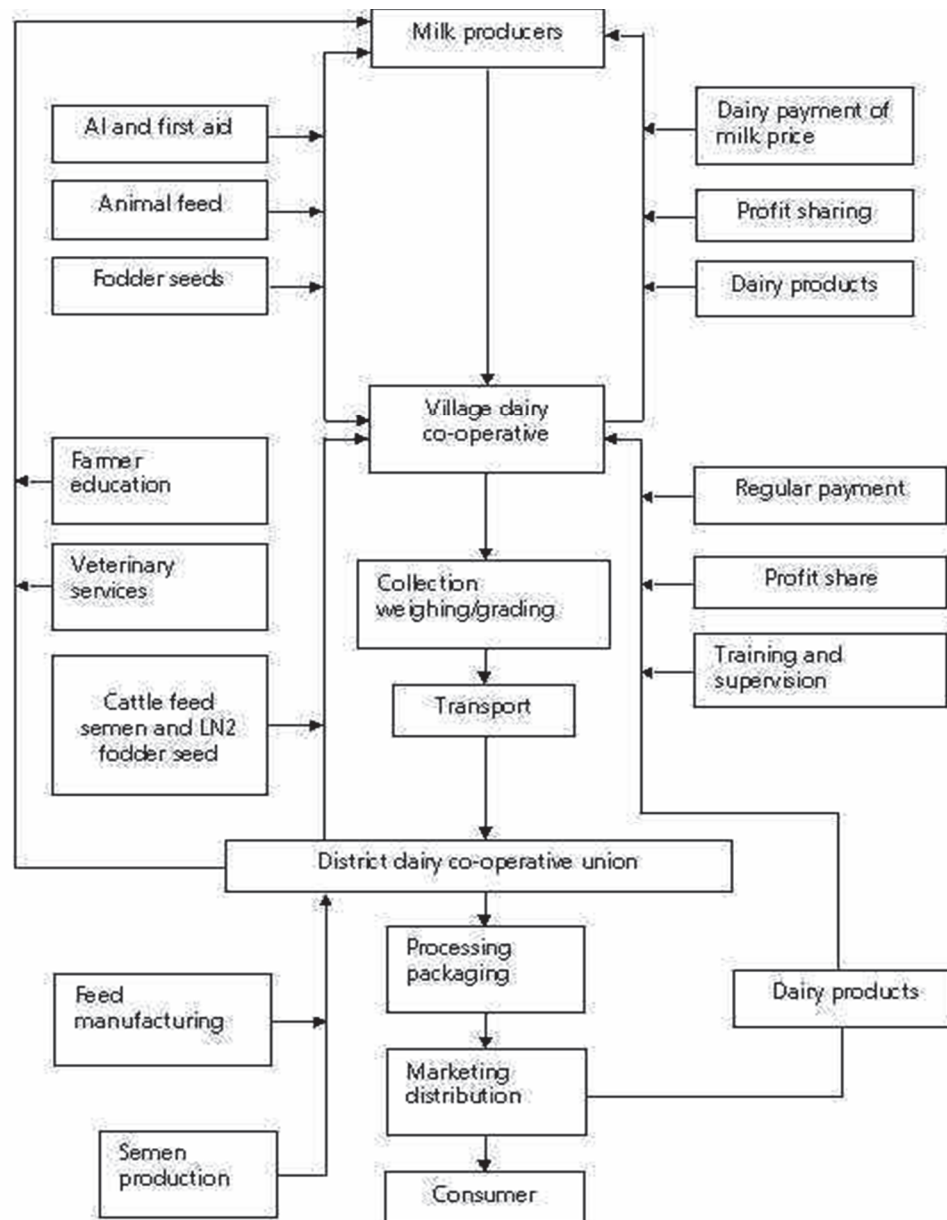 Milk producers
AI and first aid
Dairy payment of
milk price
Animal feed
Profit sharing
Fodder seeds
Dairy products
Village dairy
co-operative
Farmer
education
Regular payment
Veterinary
services
Collection
weighing/grading
Profit share
Training and
supervision
Cattle feed
semen and LN2
fodder seed
Transport
District dairy co-operative union
Processing
packaging
Feed
manufacturing
Dairy products
Marketing
distribution
Semen
production
Consumer